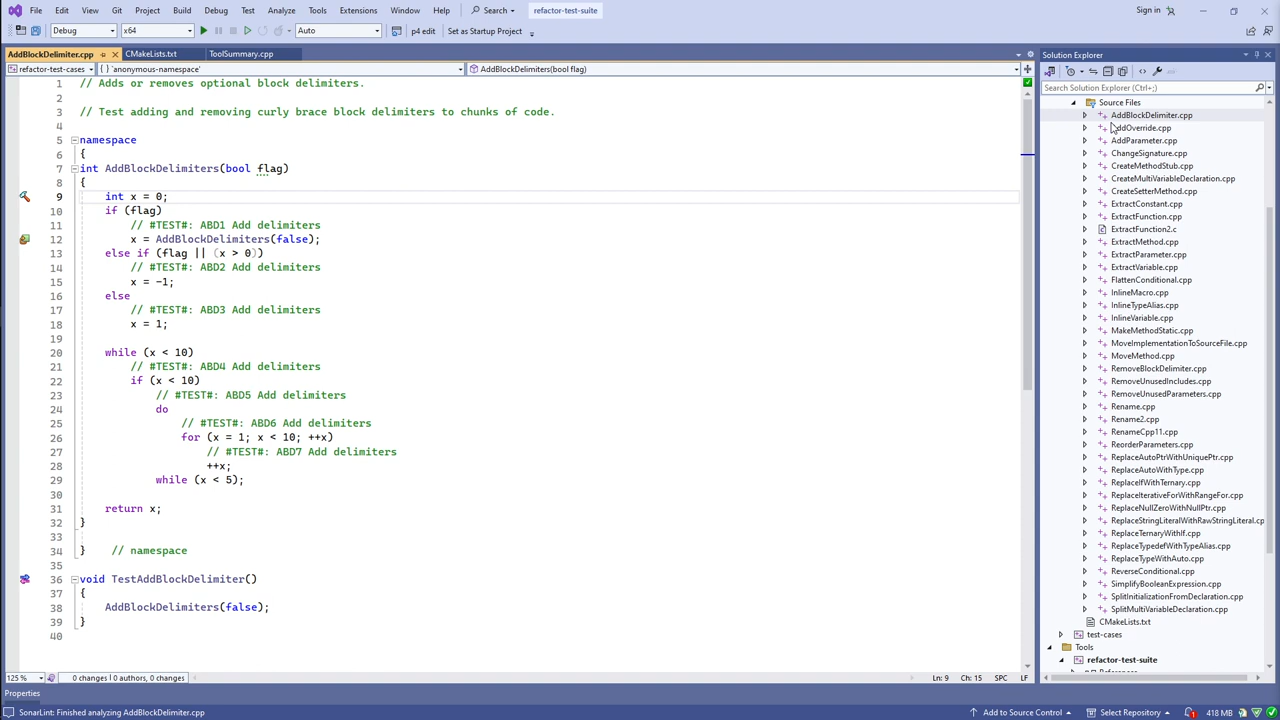 File Edit View Git Project Build Debug Test Analyze Tools Extensions Window Help Search refactor-test-suite Sign in
Debug x64 Auto p4 edit Set as Startup Project
AddBlockDelimiter.cpp CMakeLists.txt ToolSummary.cpp
refactor-test-cases { } 'anonymous-namespace' AddBlockDelimiters(bool flag)
1 // Adds or removes optional block delimiters.
2
3 // Test adding and removing curly brace block delimiters to chunks of code.
4
5 namespace
6 {
7 int AddBlockDelimiters(bool flag)
8 {
9 int x = 0;
10 if (flag)
11 // #TEST#: ABD1 Add delimiters
12 x = AddBlockDelimiters(false);
13 else if (flag || (x > 0))
14 // #TEST#: ABD2 Add delimiters
15 x = -1;
16 else
17 // #TEST#: ABD3 Add delimiters
18 x = 1;
19
20 while (x < 10)
21 // #TEST#: ABD4 Add delimiters
22 if (x < 10)
23 // #TEST#: ABD5 Add delimiters
24 do
25 // #TEST#: ABD6 Add delimiters
26 for (x = 1; x < 10; ++x)
27 // #TEST#: ABD7 Add delimiters
28 ++x;
29 while (x < 5);
30
31 return x;
32 }
33
34 } // namespace
35
36 void TestAddBlockDelimiter()
37 {
38 AddBlockDelimiters(false);
39 }
40
125 % 0 changes | 0 authors, 0 changes Ln: 9 Ch: 15 SPC LF
Properties
Solution Explorer
Search Solution Explorer (Ctrl+;)
Source Files
AddBlockDelimiter.cpp
AddOverride.cpp
AddParameter.cpp
ChangeSignature.cpp
CreateMethodStub.cpp
CreateMultiVariableDeclaration.cpp
CreateSetterMethod.cpp
ExtractConstant.cpp
ExtractFunction.cpp
ExtractFunction2.c
ExtractMethod.cpp
ExtractParameter.cpp
ExtractVariable.cpp
FlattenConditional.cpp
InlineMacro.cpp
InlineTypeAlias.cpp
InlineVariable.cpp
MakeMethodStatic.cpp
MoveImplementationToSourceFile.cpp
MoveMethod.cpp
RemoveBlockDelimiter.cpp
RemoveUnusedIncludes.cpp
RemoveUnusedParameters.cpp
Rename.cpp
Rename2.cpp
RenameCpp11.cpp
ReorderParameters.cpp
ReplaceAutoPtrWithUniquePtr.cpp
ReplaceAutoWithType.cpp
ReplaceIfWithTernary.cpp
ReplaceIterativeForWithRangeFor.cpp
ReplaceNullZeroWithNullPtr.cpp
ReplaceStringLiteralWithRawStringLiteral.cp
ReplaceTernaryWithIf.cpp
ReplaceTypedefWithTypeAlias.cpp
ReplaceTypeWithAuto.cpp
ReverseConditional.cpp
SimplifyBooleanExpression.cpp
SplitInitializationFromDeclaration.cpp
SplitMultiVariableDeclaration.cpp
CMakeLists.txt
test-cases
Tools
refactor-test-suite
SonarLint: Finished analyzing AddBlockDelimiter.cpp Add to Source Control Select Repository 1 418 MB